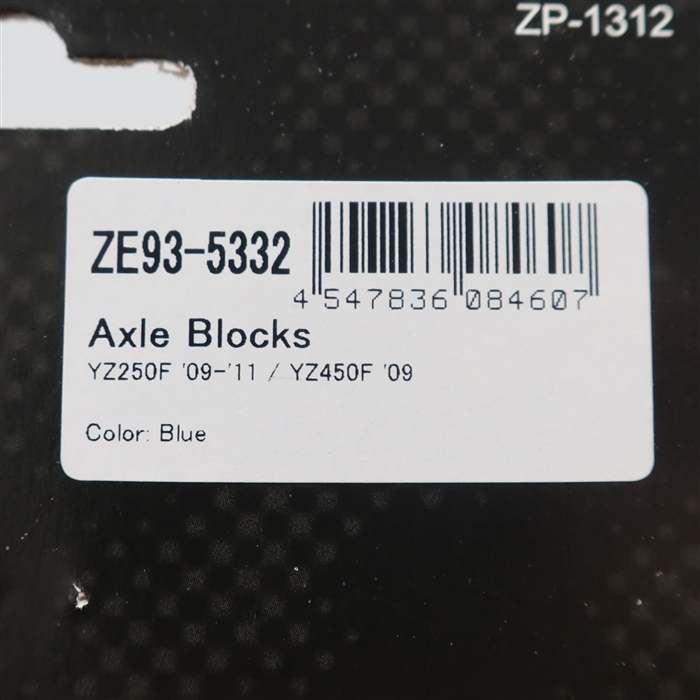 ZP-1312
ZE93-5332
4 547836 084607
Axle Blocks
YZ250F '09-'11 / YZ450F '09
Color: Blue